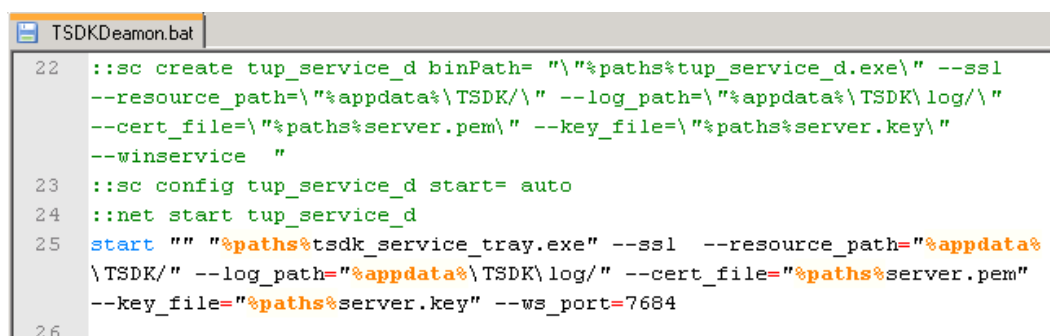 TSDKDeamon.bat
22 ::sc create tup_service_d binPath= "\"%paths%tup_service_d.exe\" --ssl
--resource_path=\"%appdata%\TSDK/\" --log_path=\"%appdata%\TSDK\log/\"
--cert_file=\"%paths%server.pem\" --key_file=\"%paths%server.key\"
--winservice  "
23 ::sc config tup_service_d start= auto
24 ::net start tup_service_d
25 start "" "%paths%tsdk_service_tray.exe" --ssl  --resource_path="%appdata%
\TSDK/" --log_path="%appdata%\TSDK\log/" --cert_file="%paths%server.pem"
--key_file="%paths%server.key" --ws_port=7684
26